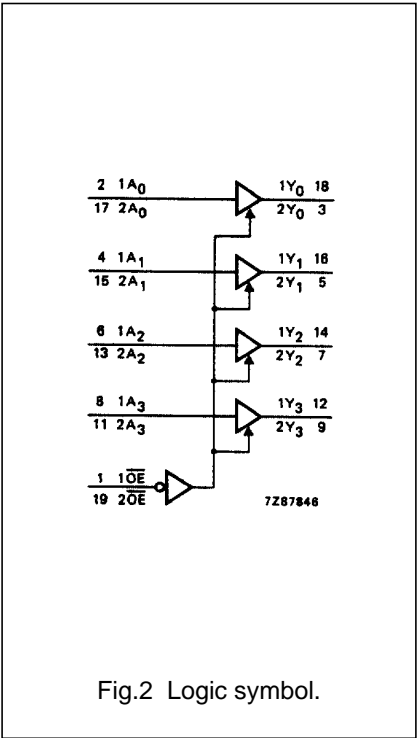 2 1A0 1Y0 18
17 2A0 2Y0 3
4 1A1 1Y1 16
15 2A1 2Y1 5
6 1A2 1Y2 14
13 2A2 2Y2 7
8 1A3 1Y3 12
11 2A3 2Y3 9
1 1O̅E̅
19 2O̅E̅ 7Z87846
Fig.2 Logic symbol.